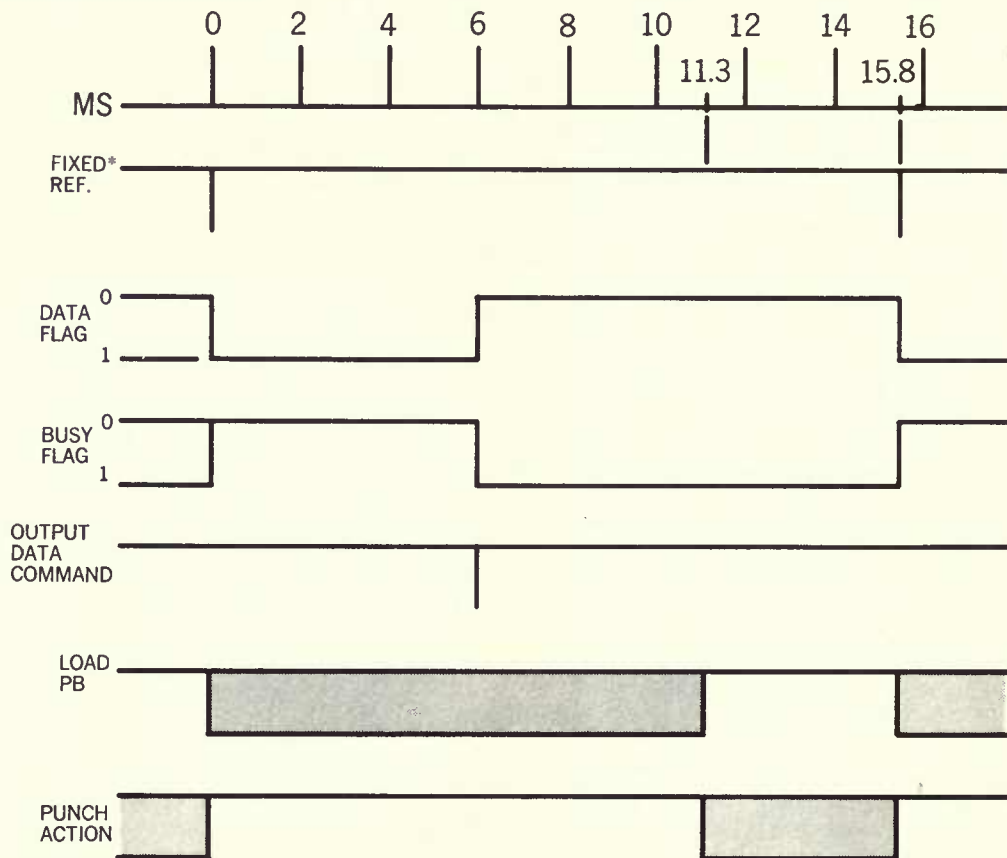 0 2 4 6 8 10 12 14 16
11.3 15.8
MS
FIXED*
REF.
0
DATA
FLAG
1
0
BUSY
FLAG
1
OUTPUT
DATA
COMMAND
LOAD
PB
PUNCH
ACTION